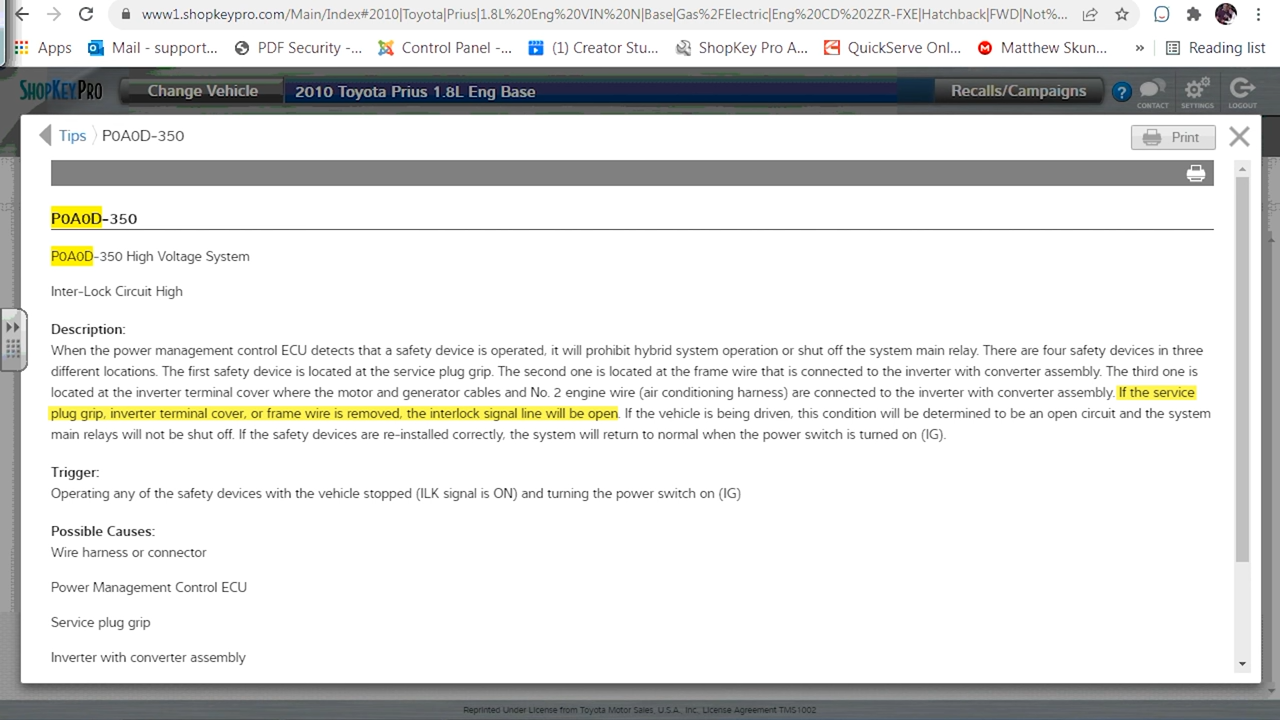 www1.shopkeypro.com/Main/Index#2010|Toyota|Prius|1.8L%20Eng%20VIN%20N|Base|Gas%2FElectric|Eng%20CD%202ZR-FXE|Hatchback|FWD|Not%...
Apps Mail - support... PDF Security -... Control Panel -... (1) Creator Stu... ShopKey Pro A... QuickServe Onl... Matthew Skun... » Reading list
SHOPKEYPRO Change Vehicle 2010 Toyota Prius 1.8L Eng Base Recalls/Campaigns ? CONTACT SETTINGS LOGOUT
Tips P0A0D-350 Print
P0A0D-350
P0A0D-350 High Voltage System
Inter-Lock Circuit High
Description:
When the power management control ECU detects that a safety device is operated, it will prohibit hybrid system operation or shut off the system main relay. There are four safety devices in three
different locations. The first safety device is located at the service plug grip. The second one is located at the frame wire that is connected to the inverter with converter assembly. The third one is
located at the inverter terminal cover where the motor and generator cables and No. 2 engine wire (air conditioning harness) are connected to the inverter with converter assembly. If the service
plug grip, inverter terminal cover, or frame wire is removed, the interlock signal line will be open. If the vehicle is being driven, this condition will be determined to be an open circuit and the system
main relays will not be shut off. If the safety devices are re-installed correctly, the system will return to normal when the power switch is turned on (IG).
Trigger:
Operating any of the safety devices with the vehicle stopped (ILK signal is ON) and turning the power switch on (IG)
Possible Causes:
Wire harness or connector
Power Management Control ECU
Service plug grip
Inverter with converter assembly
Reprinted Under License from Toyota Motor Sales, U.S.A., Inc., License Agreement TMS1002